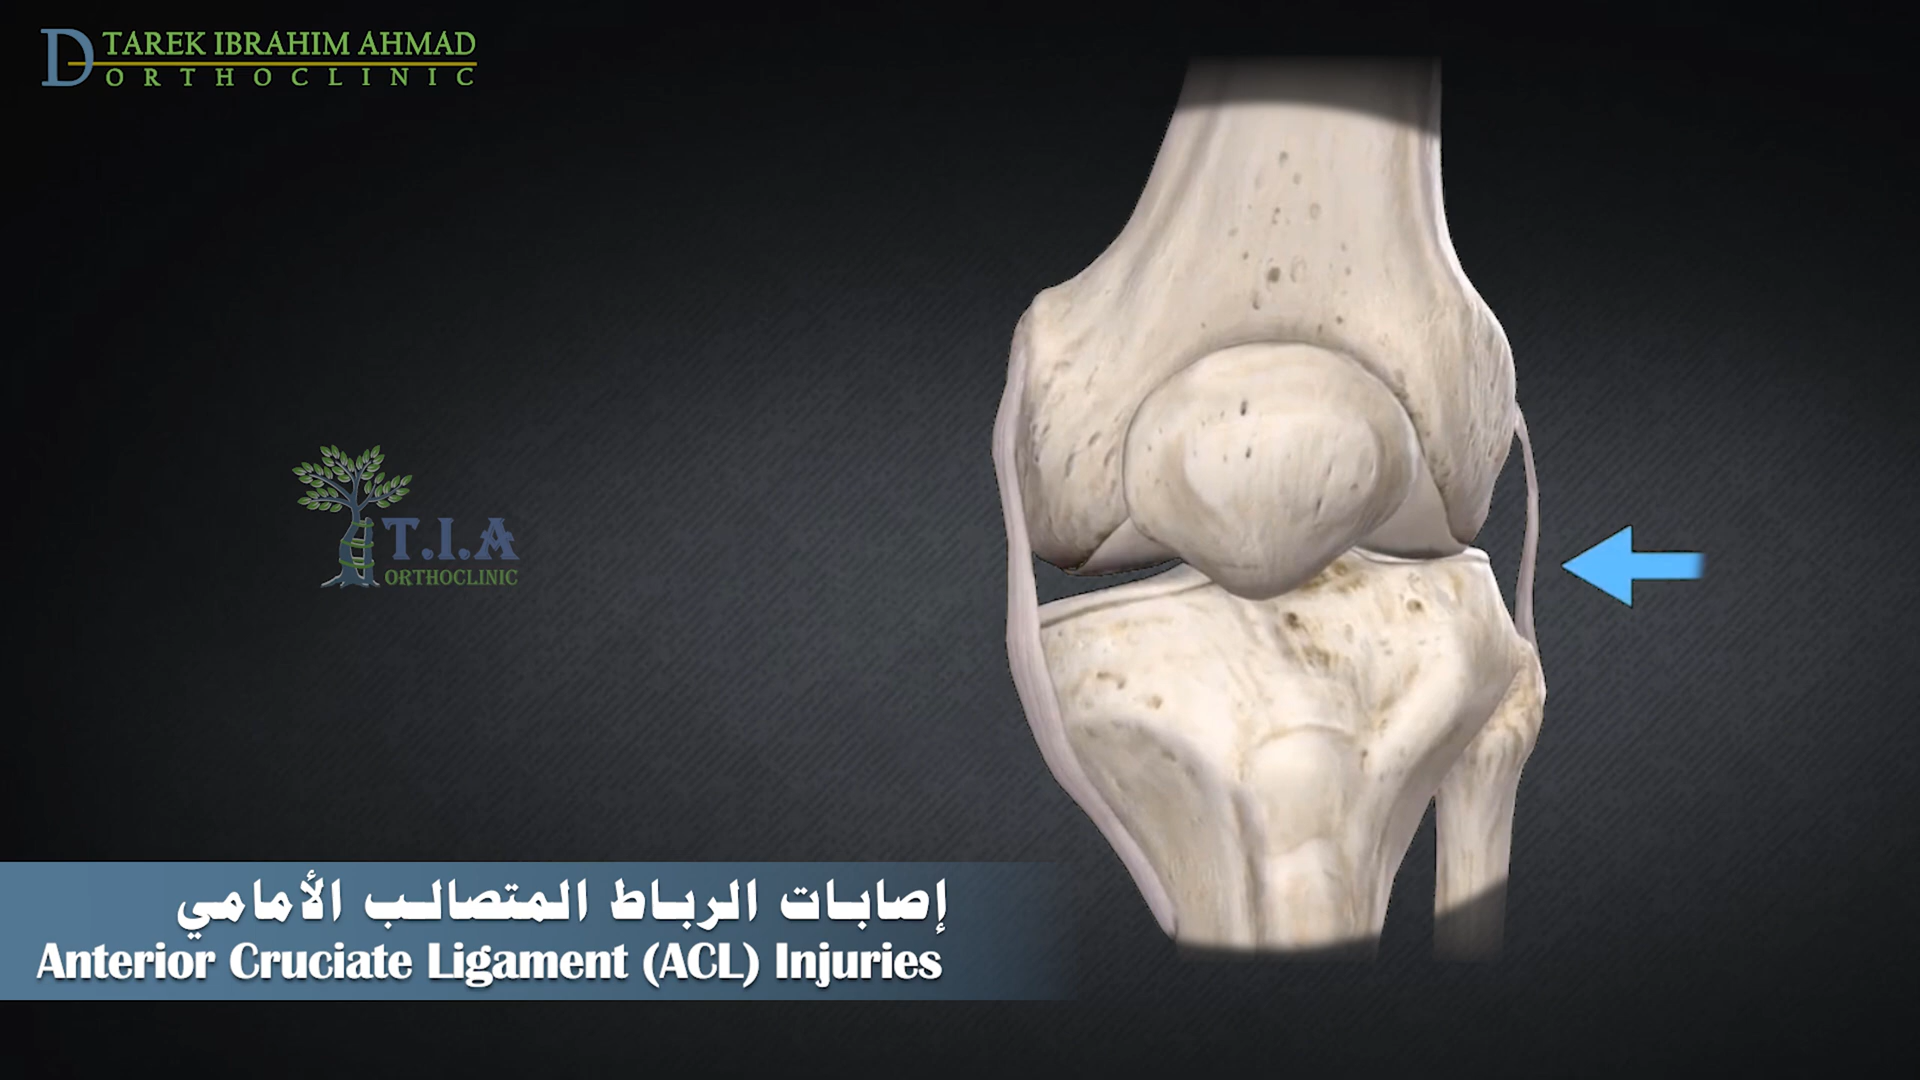 D TAREK IBRAHIM AHMAD
ORTHOCLINIC
T.I.A
ORTHOCLINIC
إصابات الرباط المتصالب الأمامي
Anterior Cruciate Ligament (ACL) Injuries